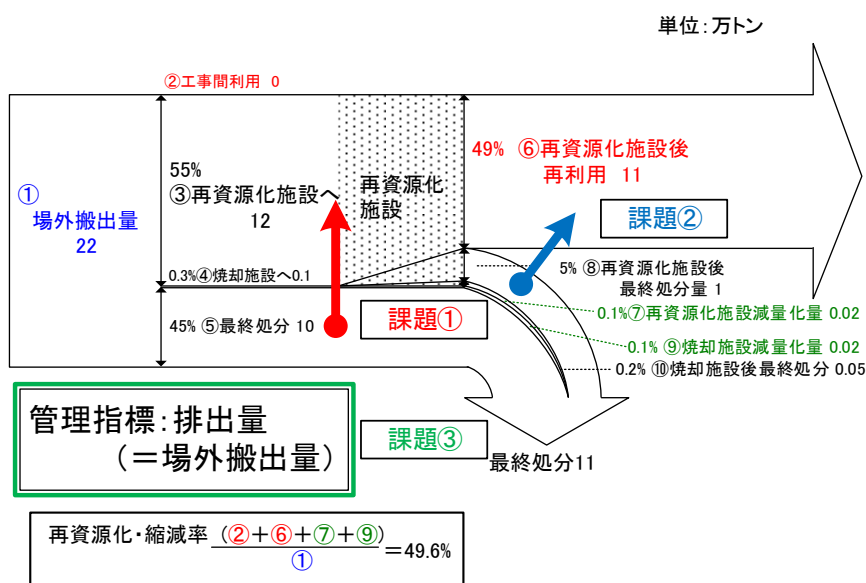 単位:万トン
②工事間利用 0
①
場外搬出量
22
55%
③再資源化施設へ
12
再資源化
施設
49% ⑥再資源化施設後
再利用 11
課題②
0.3%④焼却施設へ0.1
5% ⑧再資源化施設後
最終処分量 1
45% ⑤最終処分 10
課題①
0.1%⑦再資源化施設減量化量 0.02
0.1% ⑨焼却施設減量化量 0.02
0.2% ⑩焼却施設後最終処分 0.05
管理指標:排出量
(=場外搬出量)
課題③
最終処分11
再資源化・縮減率 (②+⑥+⑦+⑨) =49.6%
①